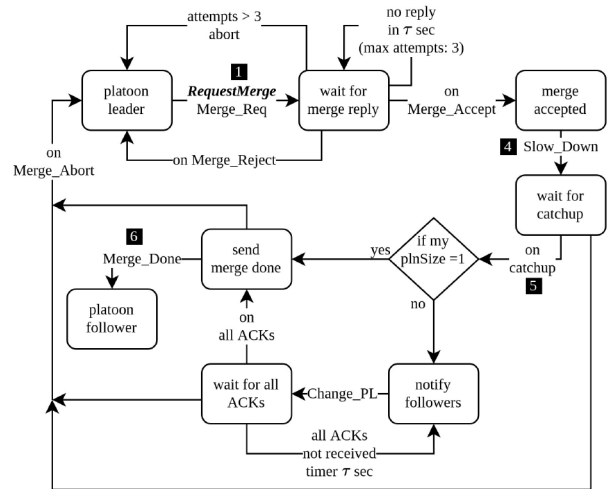 attempts > 3
abort
no reply
in τ sec
(max attempts: 3)
1
platoon
leader
RequestMerge
Merge_Req
wait for
merge reply
on
Merge_Accept
merge
accepted
on Merge_Reject
4 Slow_Down
on
Merge_Abort
wait for
catchup
6
Merge_Done
send
merge done
yes
if my
plnSize =1
on
catchup
5
platoon
follower
no
on
all ACKs
wait for all
ACKs
Change_PL
notify
followers
all ACKs
not received
timer τ sec